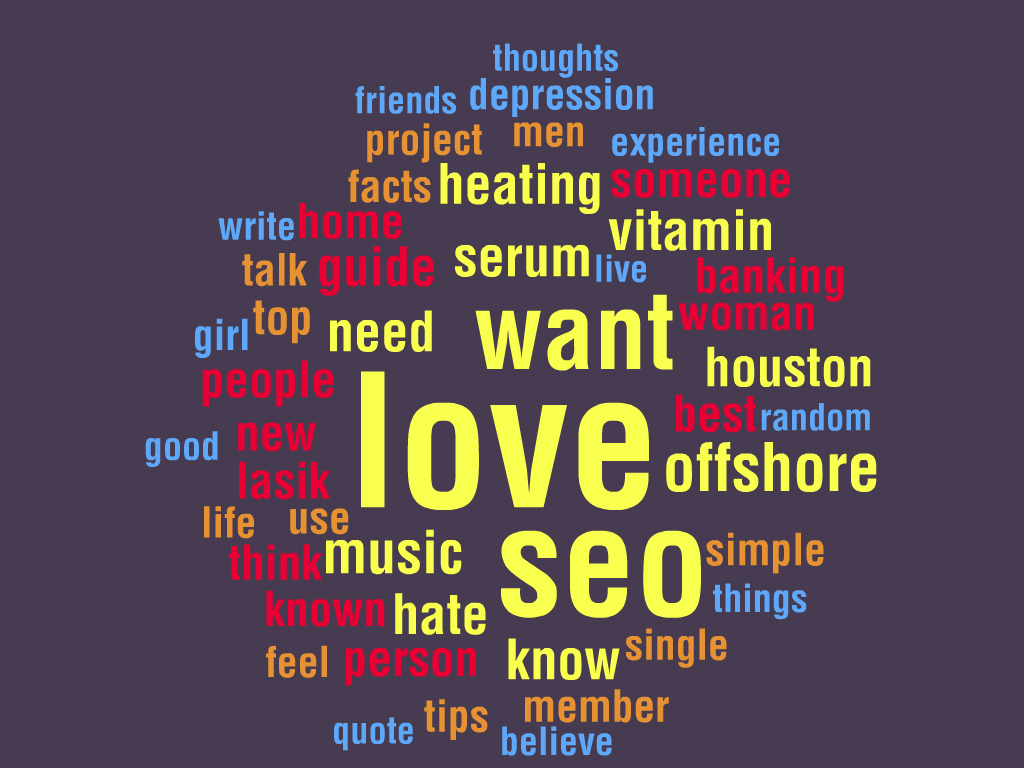 thoughts
friends depression
project men experience
facts heating someone
write home vitamin
talk guide serum live banking
girl top need want woman
people houston
love best random
good new offshore
lasik
life use
think music seo simple
known hate things
feel person know single
quote tips member
believe